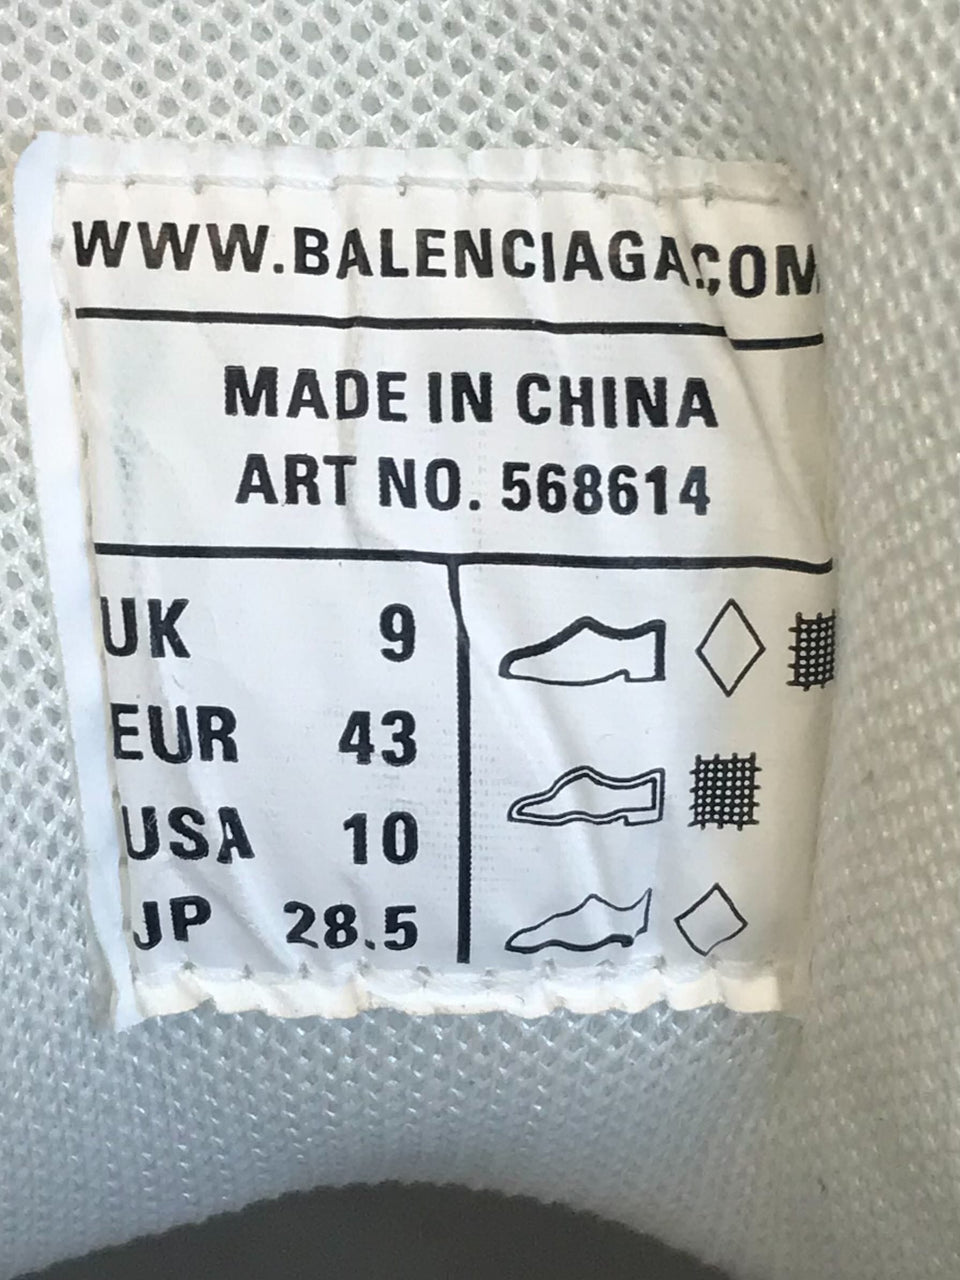 WWW.BALENCIAGA.COM
MADE IN CHINA
ART NO. 568614
UK 9
EUR 43
USA 10
JP 28.5